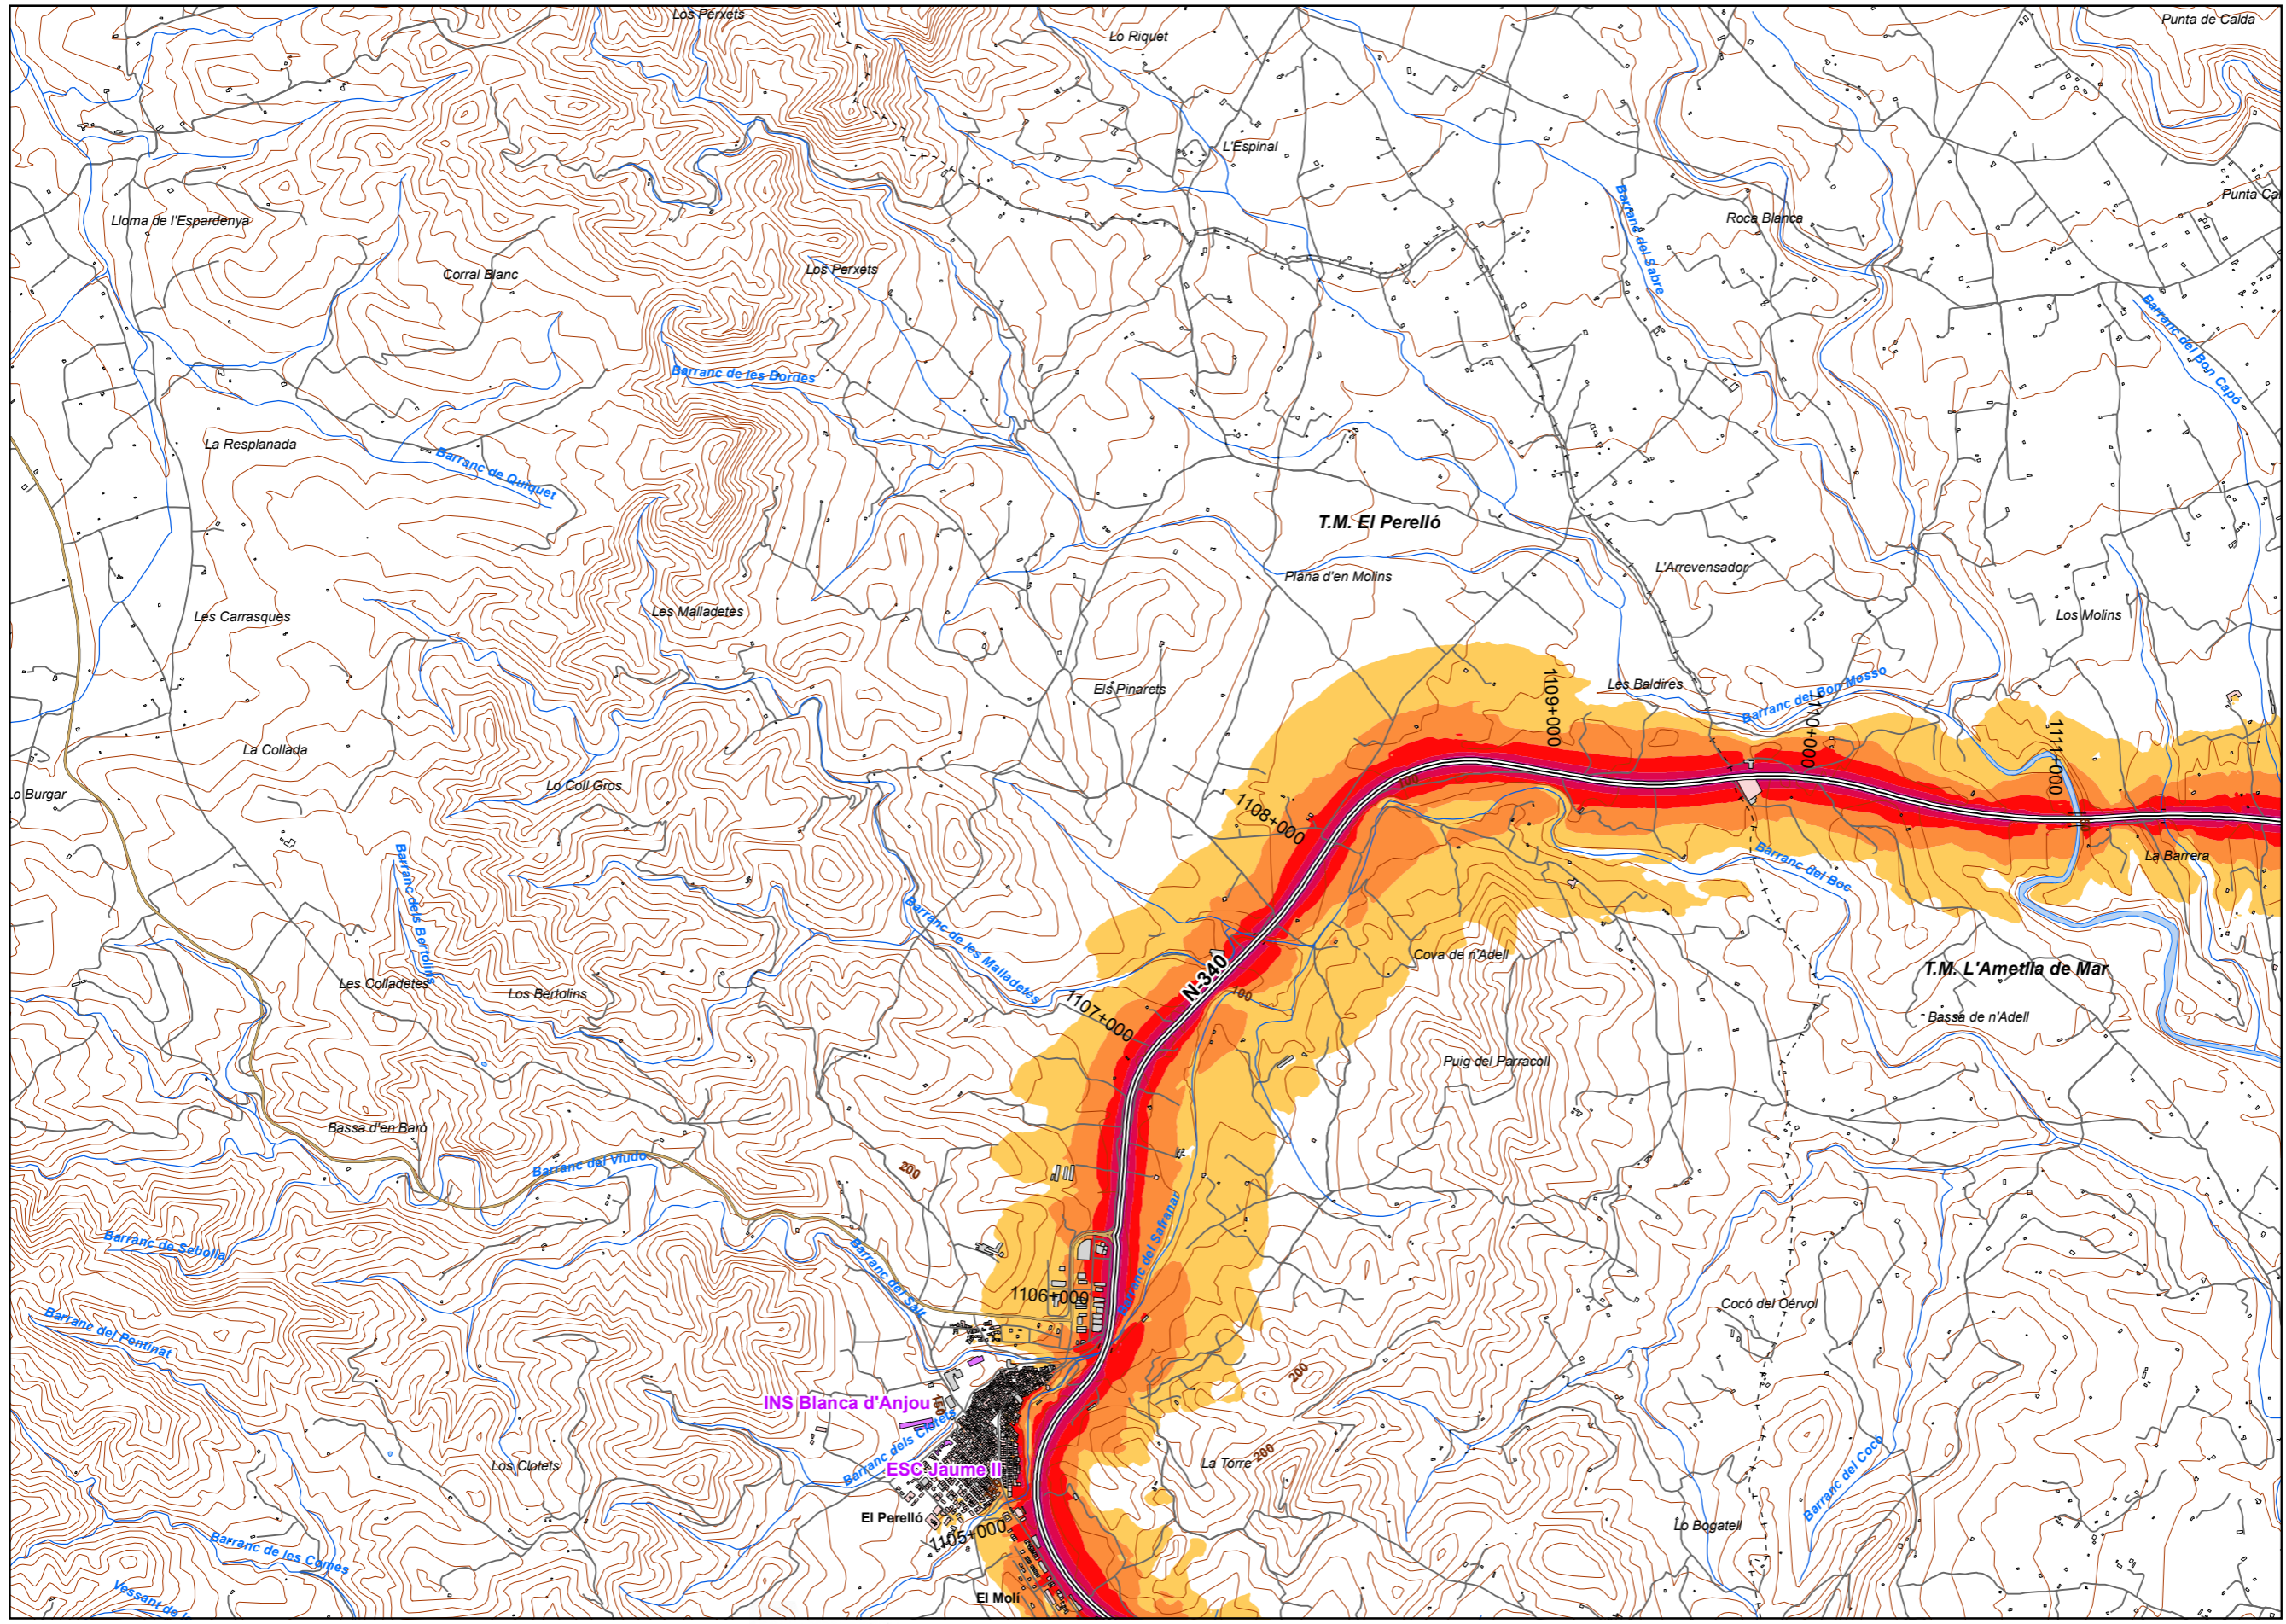 Los Perxets
Lo Riquet
Punta de Calda
L'Espinal
Lloma de l'Espardenya
Barranc del Sabre
Roca Blanca
Corral Blanc
Los Perxets
Barranc del Bon Capó
Barranc de les Bordes
La Resplanada
Barranc de Quiquet
T.M. El Perelló
Plana d'en Molins
L'Arrevensador
Les Carrasques
Les Malladetes
Los Molins
Els Pinarets
Les Baldires
Barranc del Bon Mosso
1109+000
1110+000
1111+000
La Collada
Lo Coll Gros
Lo Burgar
1108+000
100
La Barrera
Barranc del Boc
Barranc dels Bertolins
Barranc de les Malladetes
Cova de n'Adell
T.M. L'Ametlla de Mar
N-340
Les Colladetes
Los Bertolins
100
1107+000
Bassa de n'Adell
Puig del Parracoll
Bassa d'en Baró
Barranc del Viudo
200
Barranc del Safranar
Barranc de Sebolla
Barranc del Salt
1106+000
Cocó del Cérvol
Barranc del Pentinat
200
INS Blanca d'Anjou
150
Barranc dels Clotets
Los Clotets
ESC Jaume II
La Torre
200
Barranc del Cocó
El Perelló
1105+000
Lo Bogatell
Barranc de les Comes
Vessant de
El Molí